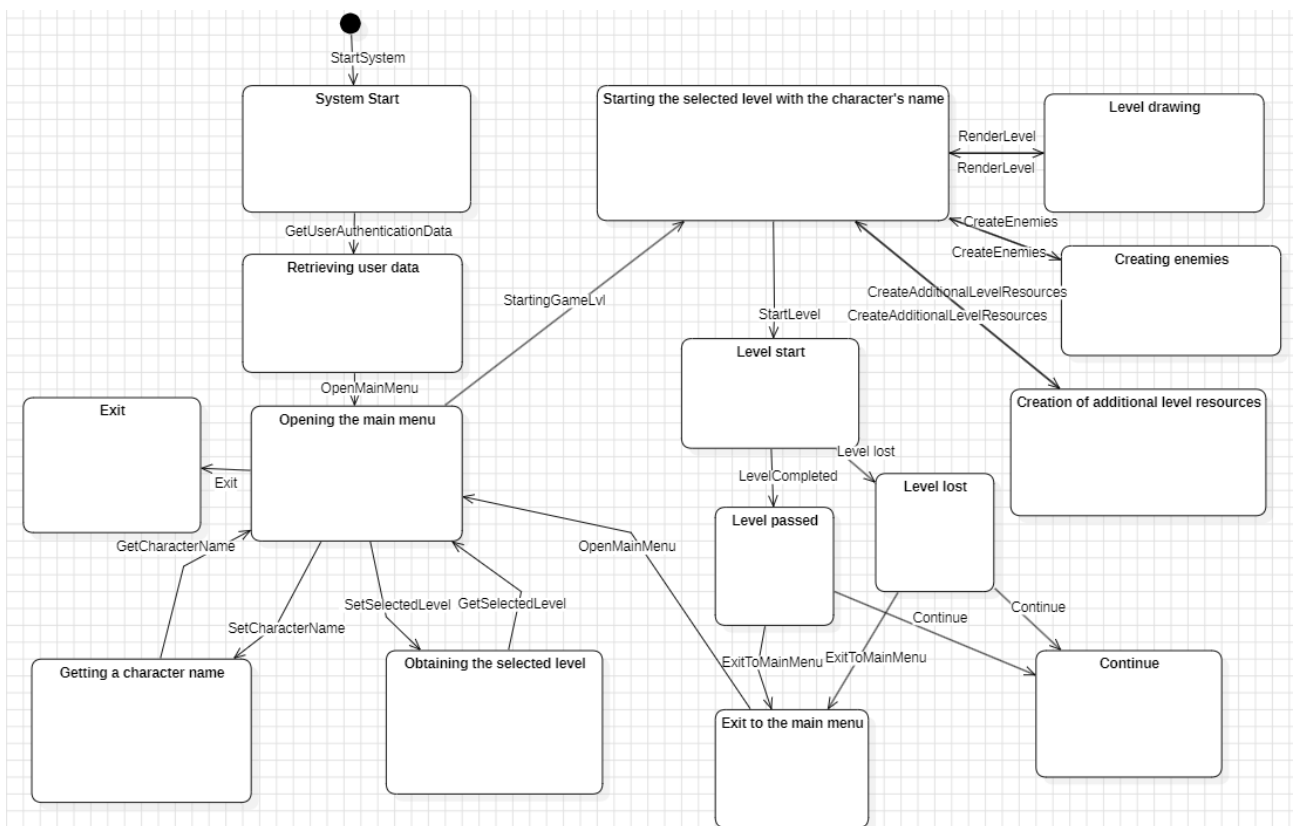 StartSystem
System Start
Starting the selected level with the character's name
Level drawing
RenderLevel
RenderLevel
GetUserAuthenticationData
CreateEnemies
CreateEnemies
Retrieving user data
Creating enemies
StartingGameLvl
CreateAdditionalLevelResources
CreateAdditionalLevelResources
StartLevel
Level start
OpenMainMenu
Exit
Opening the main menu
Creation of additional level resources
Level lost
LevelCompleted
Exit
Level lost
Level passed
GetCharacterName
OpenMainMenu
SetSelectedLevel
GetSelectedLevel
Continue
Continue
SetCharacterName
ExitToMainMenu
ExitToMainMenu
Getting a character name
Obtaining the selected level
Continue
Exit to the main menu